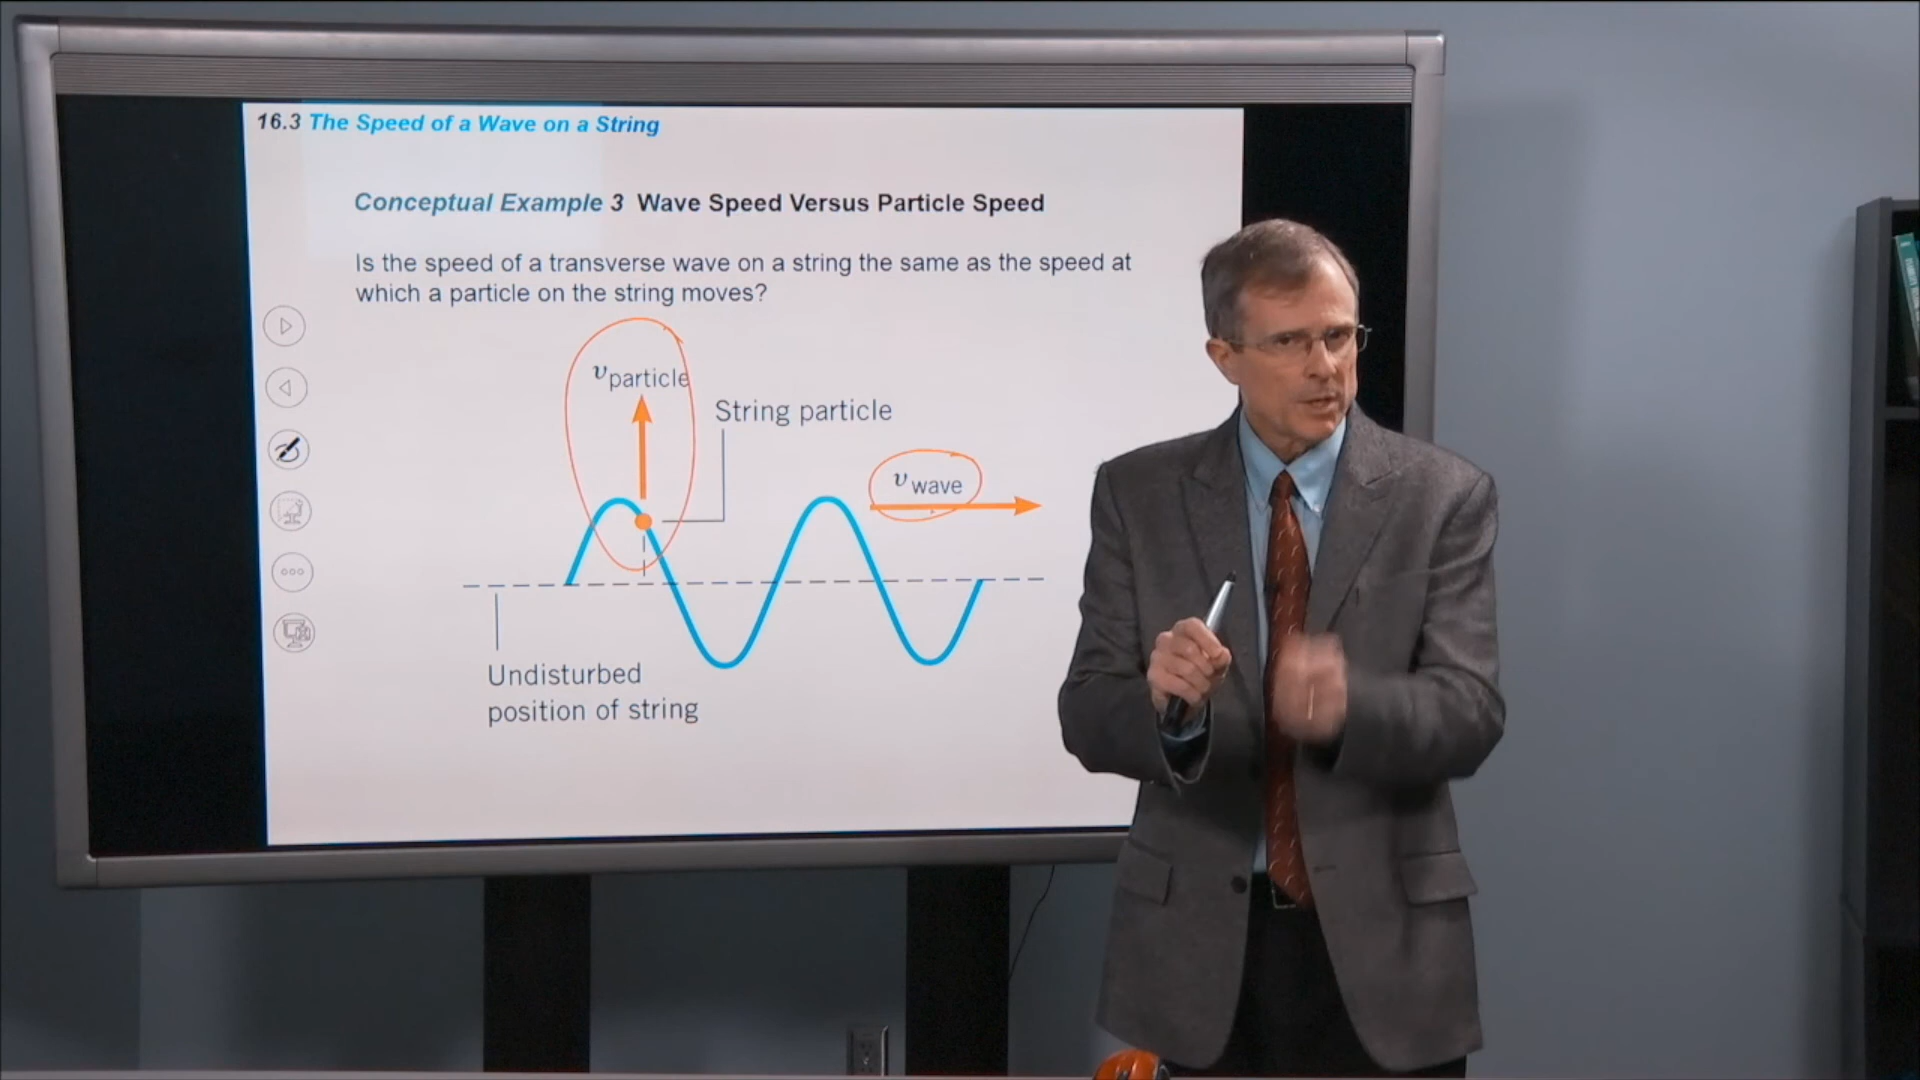 16.3 The Speed of a Wave on a String
Conceptual Example 3 Wave Speed Versus Particle Speed
Is the speed of a transverse wave on a string the same as the speed at
which a particle on the string moves?
v particle
String particle
v wave
Undisturbed
position of string